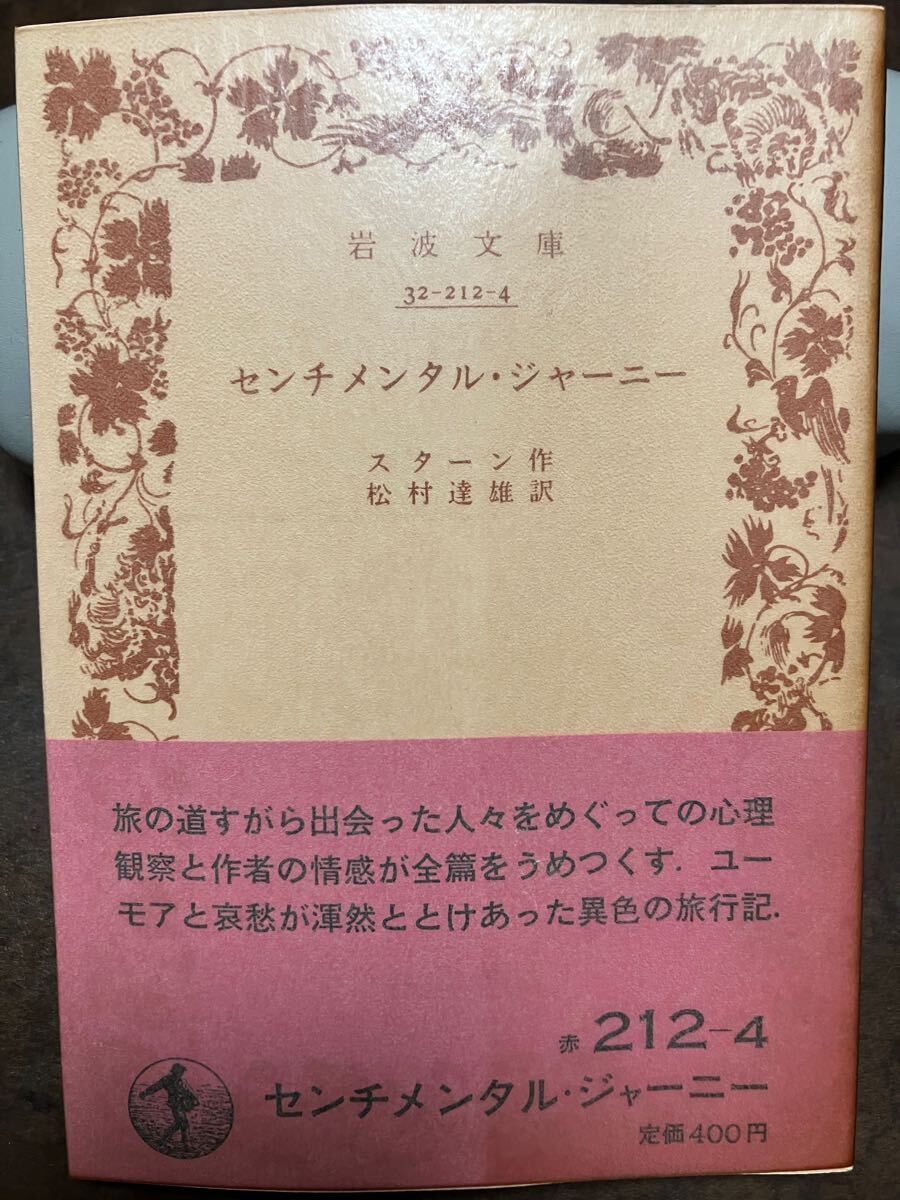 岩波文庫
32-212-4
センチメンタル・ジャーニー
スターン作
松村達雄訳
旅の道すがら出会った人々をめぐっての心理
観察と作者の情感が全篇をうめつくす．ユー
モアと哀愁が渾然ととけあった異色の旅行記．
赤 212-4
センチメンタル・ジャーニー
定価400円